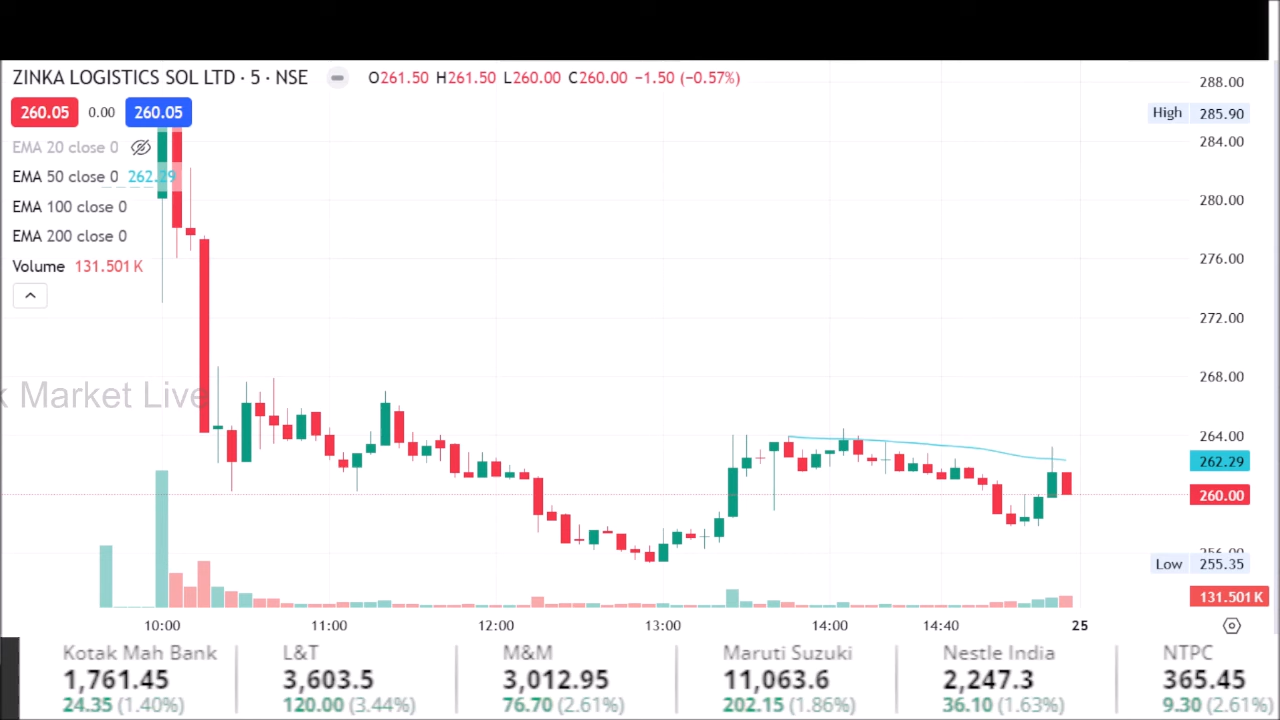 ZINKA LOGISTICS SOL LTD · 5 · NSE O261.50 H261.50 L260.00 C260.00 −1.50 (−0.57%)
288.00
260.05 0.00 260.05
High 285.90
284.00
EMA 20 close 0
EMA 50 close 0 262.29
280.00
EMA 100 close 0
EMA 200 close 0
276.00
Volume 131.501 K
272.00
268.00
Market Live
264.00
262.29
260.00
256.00
Low 255.35
131.501 K
10:00 11:00 12:00 13:00 14:00 14:40 25
Kotak Mah Bank L&T M&M Maruti Suzuki Nestle India NTPC
1,761.45 3,603.5 3,012.95 11,063.6 2,247.3 365.45
24.35 (1.40%) 120.00 (3.44%) 76.70 (2.61%) 202.15 (1.86%) 36.10 (1.63%) 9.30 (2.61%)